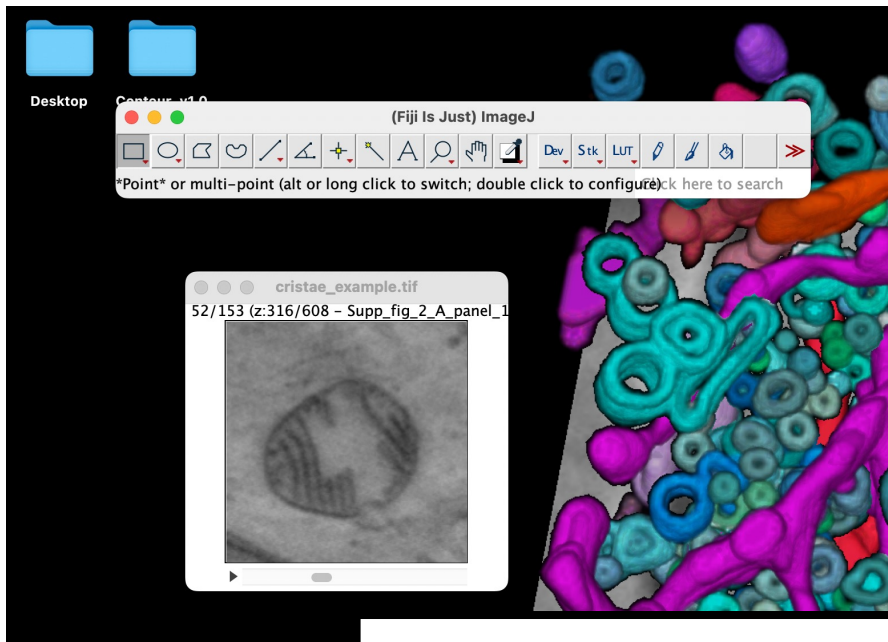 Desktop
Contour_v1.0
(Fiji Is Just) ImageJ
Dev Stk LUT
*Point* or multi-point (alt or long click to switch; double click to configure)
Click here to search
cristae_example.tif
52/153 (z:316/608 – Supp_fig_2_A_panel_1